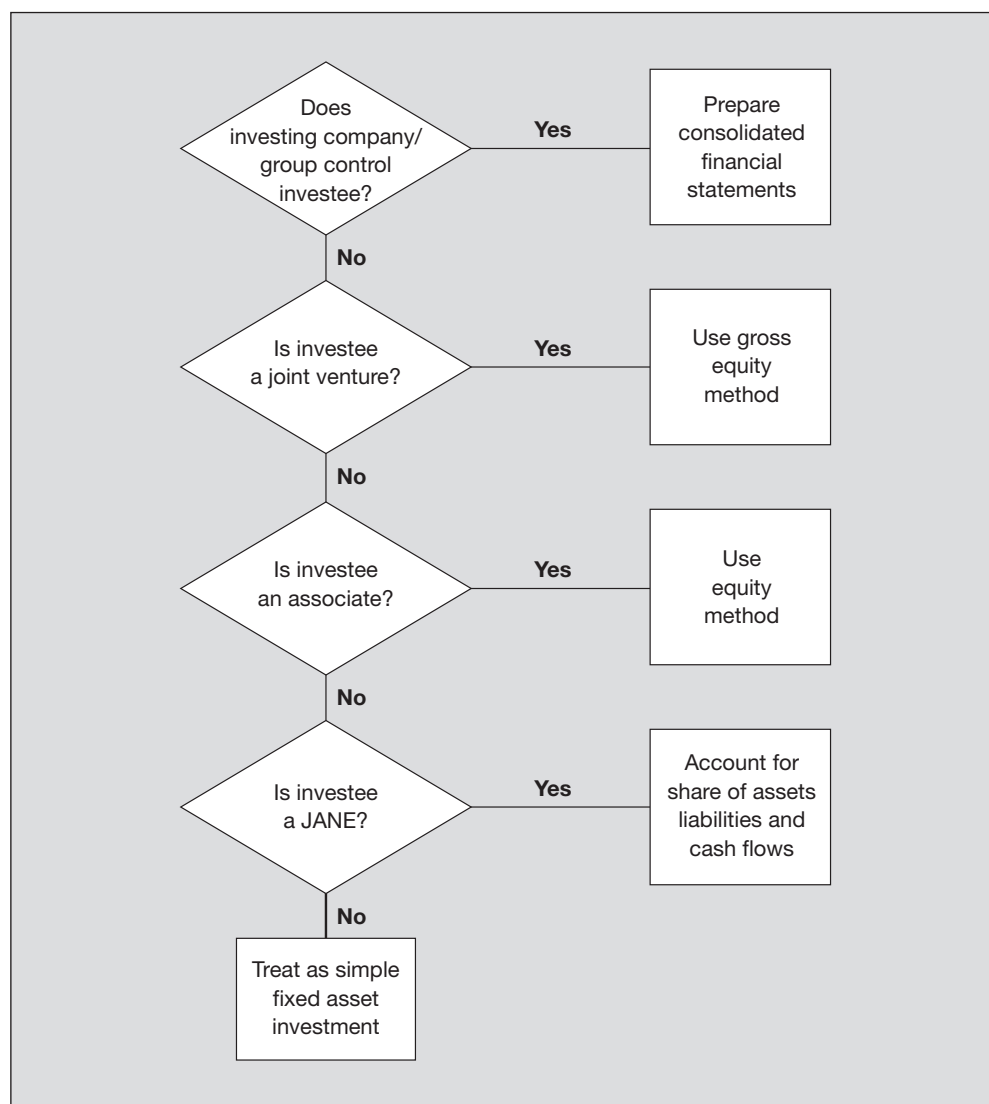 Does
investing company/
group control
investee?
Yes
Prepare
consolidated
financial
statements
No
Is investee
a joint venture?
Yes
Use gross
equity
method
No
Is investee
an associate?
Yes
Use
equity
method
No
Is investee
a JANE?
Yes
Account for
share of assets
liabilities and
cash flows
No
Treat as simple
fixed asset
investment